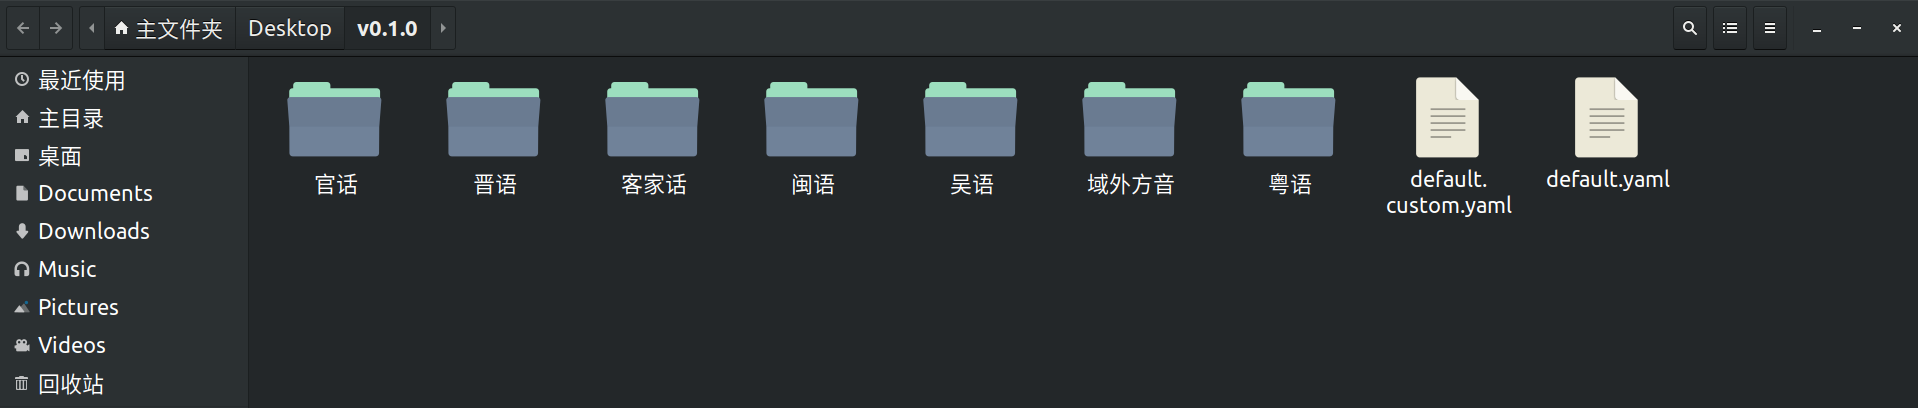 主文件夹 Desktop v0.1.0
最近使用
主目录
桌面
Documents
Downloads
Music
Pictures
Videos
回收站
官话 晋语 客家话 闽语 吴语 域外方音 粤语 default. default.yaml
custom.yaml